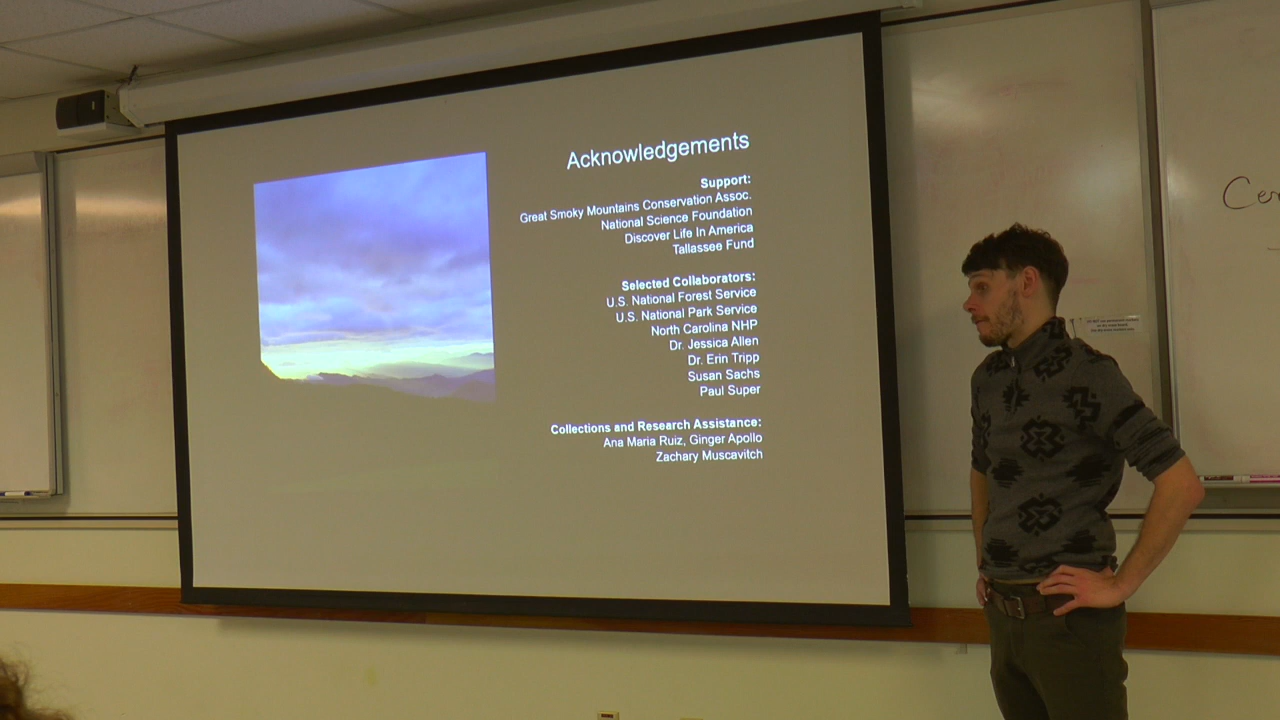 Acknowledgements
Support:
Great Smoky Mountains Conservation Assoc.
National Science Foundation
Discover Life In America
Tallassee Fund
Selected Collaborators:
U.S. National Forest Service
U.S. National Park Service
North Carolina NHP
Dr. Jessica Allen
Dr. Erin Tripp
Susan Sachs
Paul Super
Collections and Research Assistance:
Ana Maria Ruiz, Ginger Apollo
Zachary Muscavitch